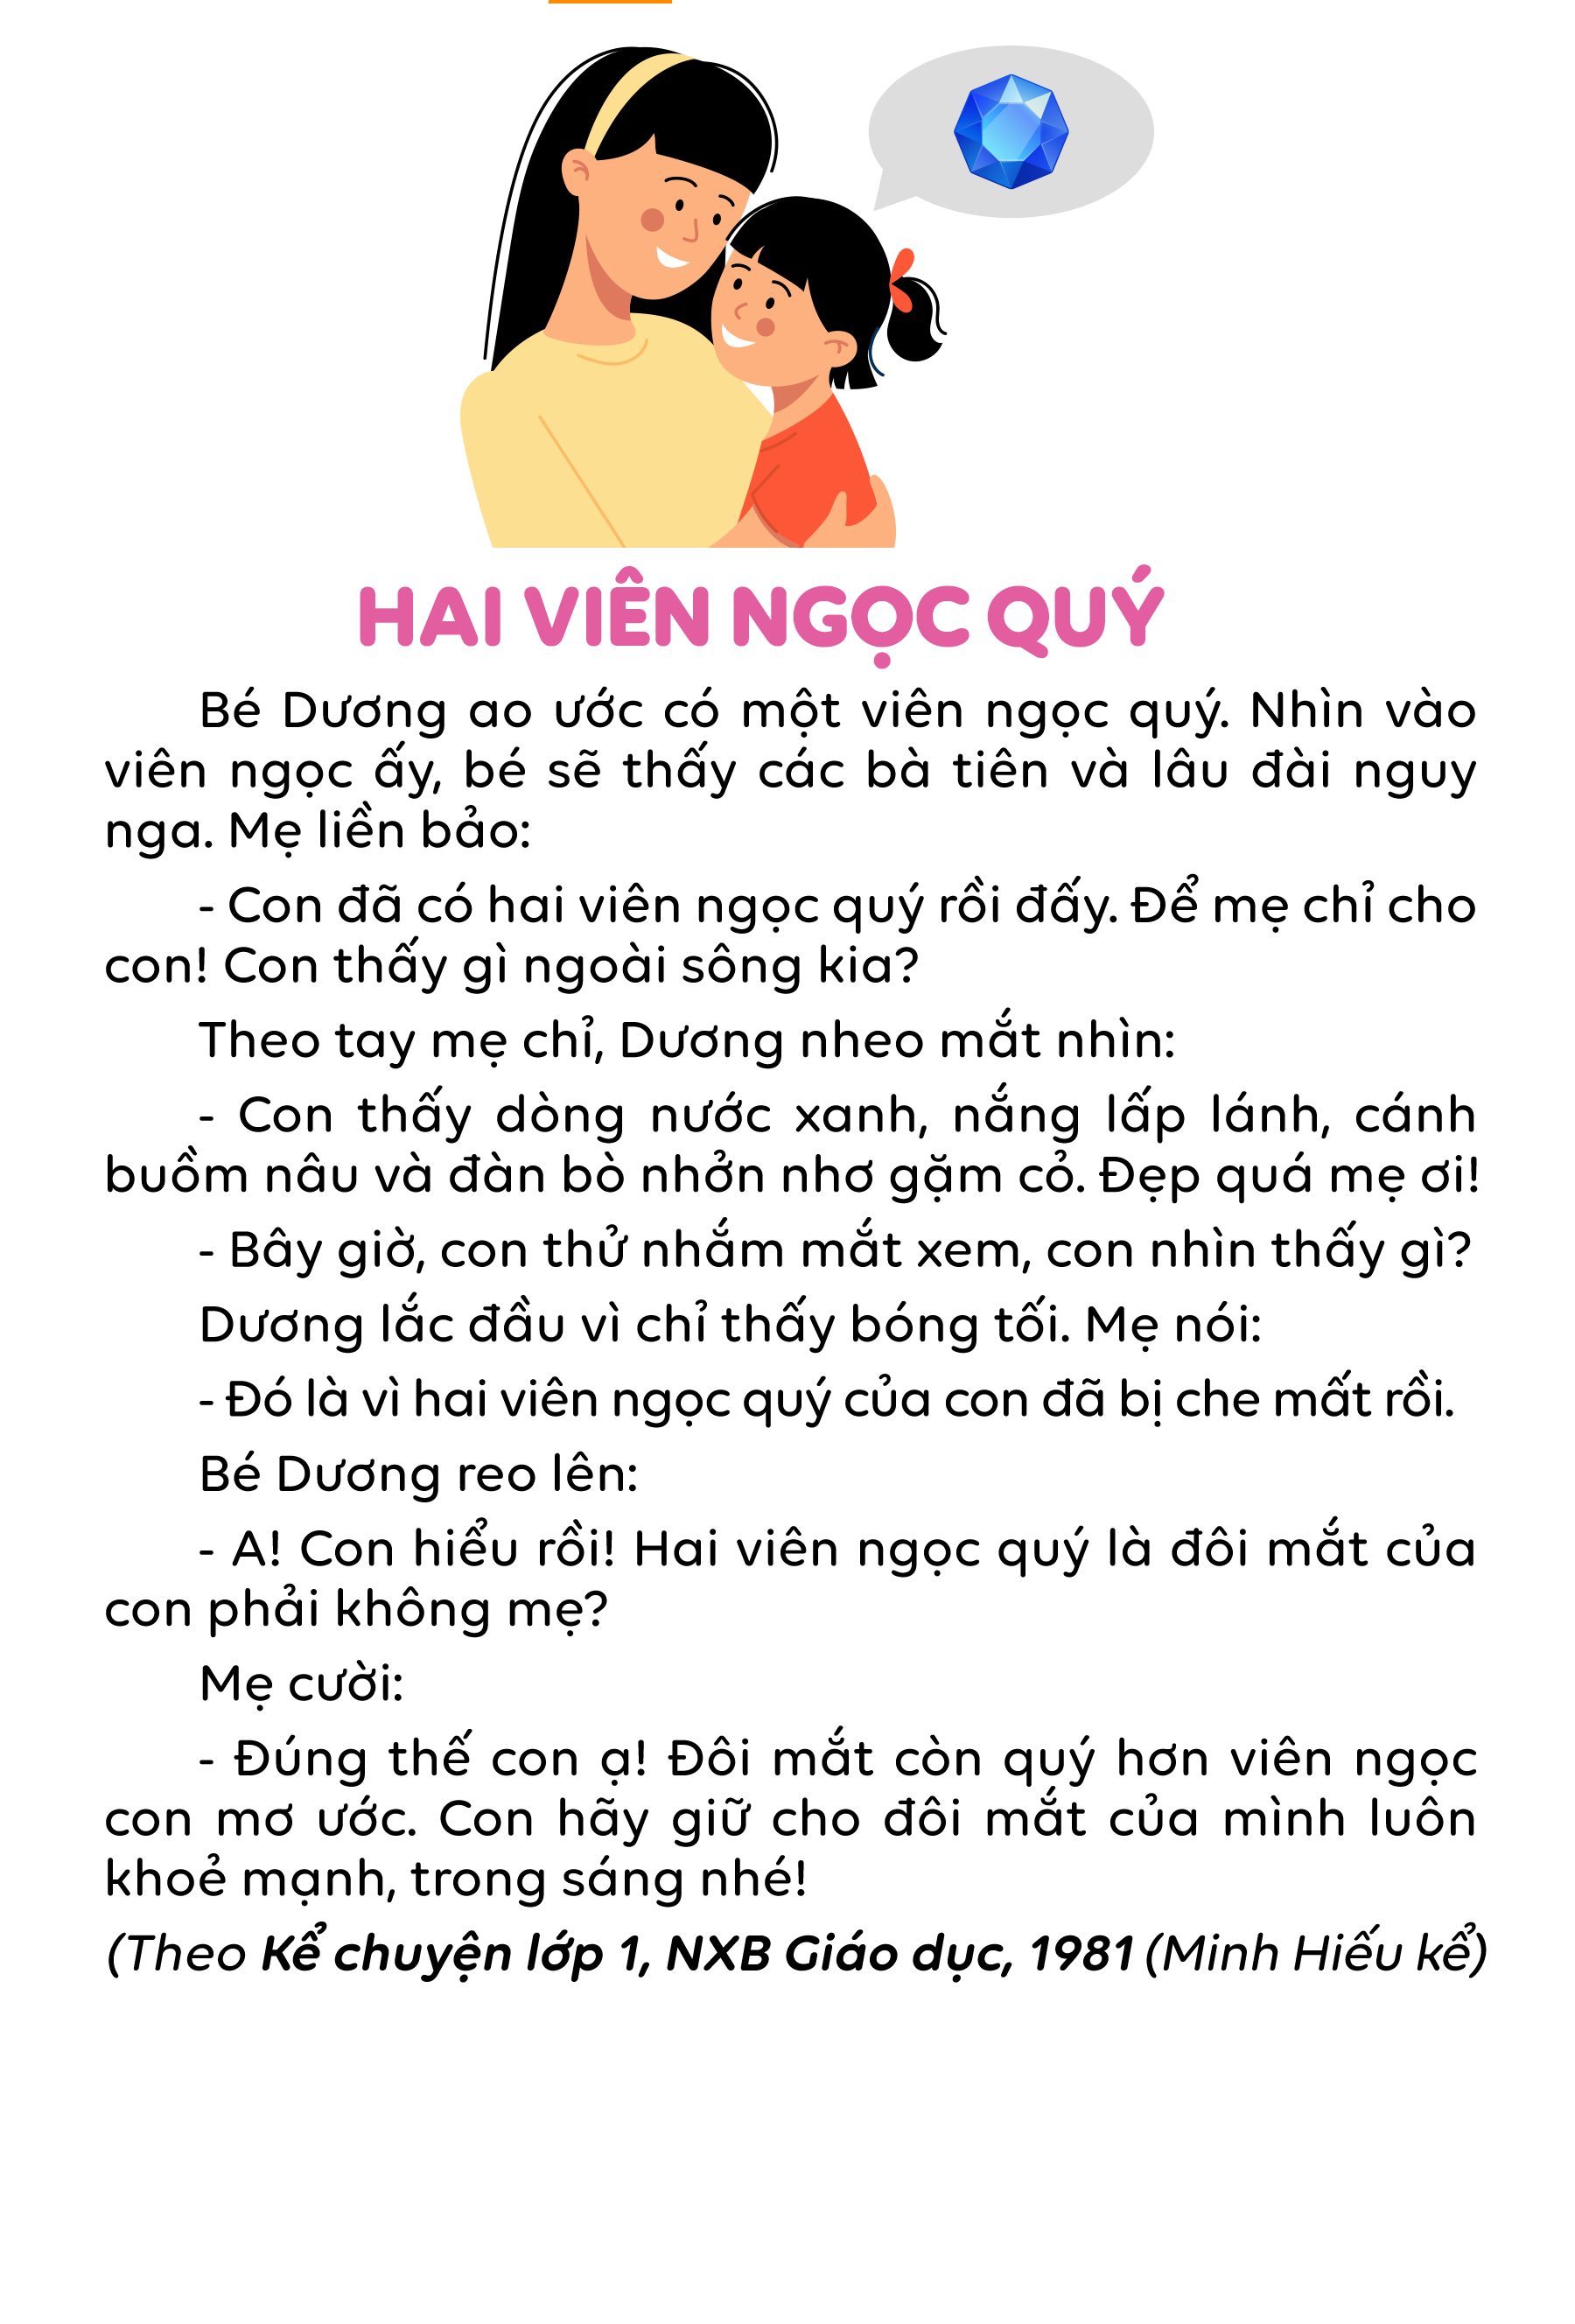 HAI VIÊN NGỌC QUÝ
Bé Dương ao ước có một viên ngọc quý. Nhìn vào
viên ngọc ấy, bé sẽ thấy các bà tiên và lâu đài nguy
nga. Mẹ liền bảo:
- Con đã có hai viên ngọc quý rồi đấy. Để mẹ chỉ cho
con! Con thấy gì ngoài sông kia?
Theo tay mẹ chỉ, Dương nheo mắt nhìn:
- Con thấy dòng nước xanh, nắng lấp lánh, cánh
buồm nâu và đàn bò nhởn nhơ gặm cỏ. Đẹp quá mẹ ơi!
- Bây giờ, con thử nhắm mắt xem, con nhìn thấy gì?
Dương lắc đầu vì chỉ thấy bóng tối. Mẹ nói:
- Đó là vì hai viên ngọc quý của con đã bị che mất rồi.
Bé Dương reo lên:
- A! Con hiểu rồi! Hai viên ngọc quý là đôi mắt của
con phải không mẹ?
Mẹ cười:
- Đúng thế con ạ! Đôi mắt còn quý hơn viên ngọc
con mơ ước. Con hãy giữ cho đôi mắt của mình luôn
khoẻ mạnh, trong sáng nhé!
(Theo Kể chuyện lớp 1, NXB Giáo dục, 1981 (Minh Hiếu kể)